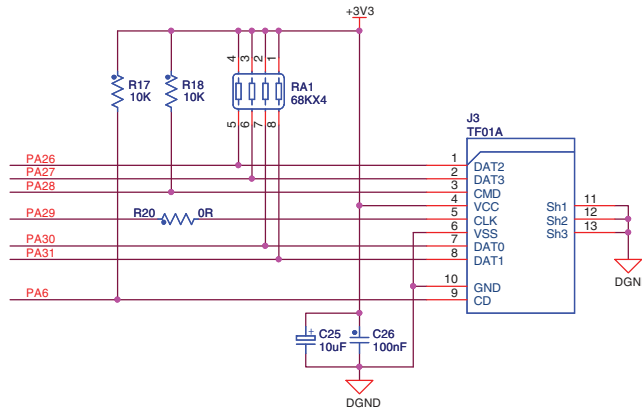 +3V3
4 3 2 1
R17
10K
R18
10K
RA1
68KX4
5 6 7 8
J3
TF01A
PA26 1 DAT2
PA27 2 DAT3
PA28 3 CMD
4 VCC Sh1 11
PA29 R20 0R 5 CLK Sh2 12
6 VSS Sh3 13
PA30 7 DAT0
PA31 8 DAT1
10 GND
DGN
PA6 9 CD
+ C25
10uF
C26
100nF
DGND